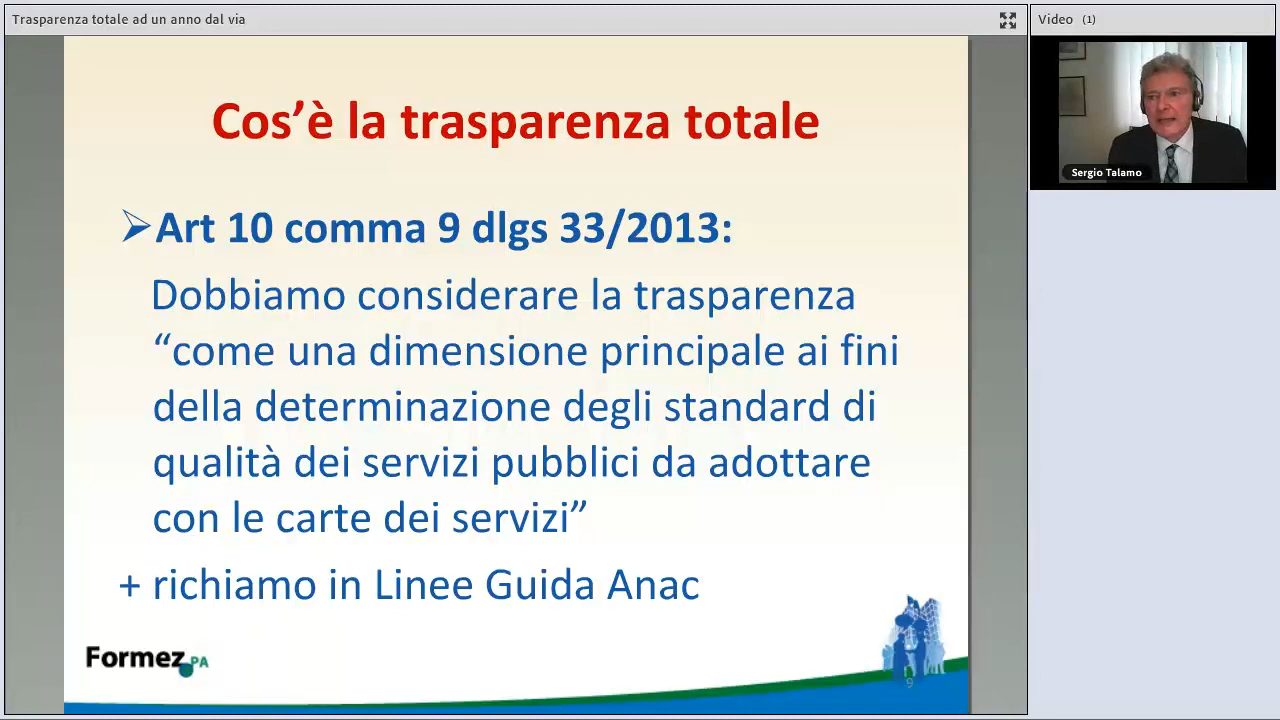 Trasparenza totale ad un anno dal via
Video (1)
Sergio Talamo
Cos’è la trasparenza totale
Art 10 comma 9 dlgs 33/2013:
Dobbiamo considerare la trasparenza
“come una dimensione principale ai fini
della determinazione degli standard di
qualità dei servizi pubblici da adottare
con le carte dei servizi”
+ richiamo in Linee Guida Anac
Formez PA
9